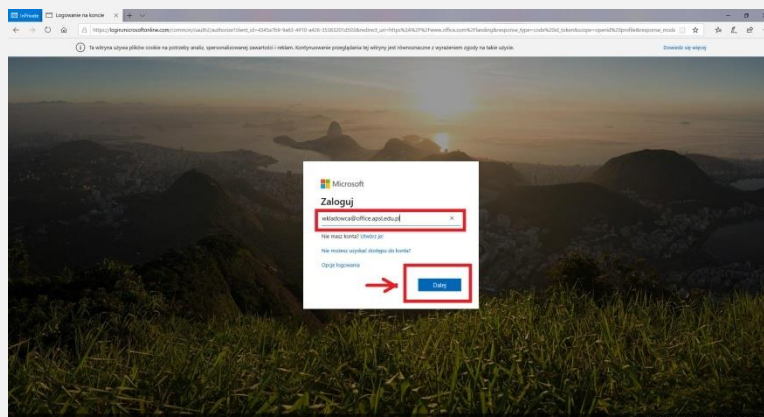 InPrivate
Logowanie na koncie
Ta witryna używa plików cookie na potrzeby analiz, spersonalizowanej zawartości i reklam. Kontynuowanie przeglądania tej witryny jest równoznaczne z wyrażeniem zgody na takie użycie.
Dowiedz się więcej
Microsoft
Zaloguj
wkladowca@office.apsl.edu.pl
Nie masz konta? Utwórz je!
Nie możesz uzyskać dostępu do konta?
Opcje logowania
Dalej